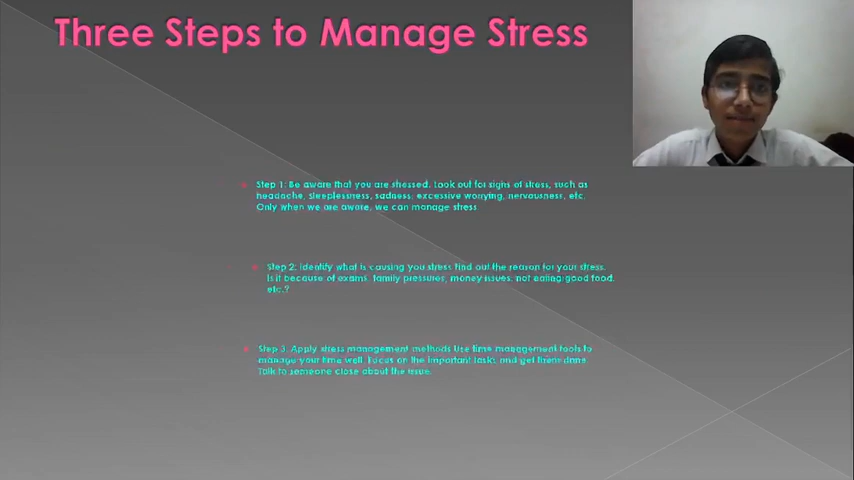 Three Steps to Manage Stress
Step 1: Be aware that you are stressed. Look out for signs of stress, such as
headache, sleeplessness, sadness, excessive worrying, nervousness, etc.
Only when we are aware, we can manage stress
Step 2: Identify what is causing you stress find out the reason for your stress.
Is it because of exams, family pressures, money issues, not eating good food,
etc.?
Step 3: Apply stress management methods Use time management tools to
manage your time well. Focus on the important tasks and get them done.
Talk to someone close about the issue.